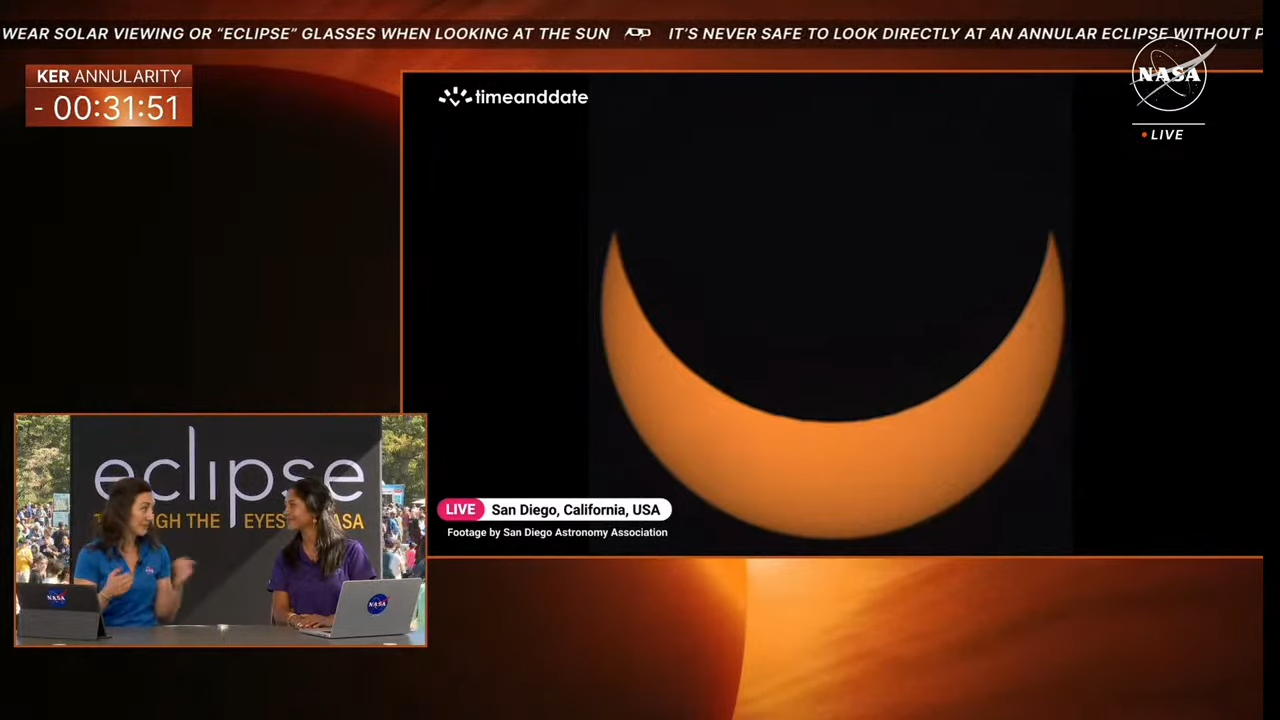 WEAR SOLAR VIEWING OR “ECLIPSE” GLASSES WHEN LOOKING AT THE SUN IT’S NEVER SAFE TO LOOK DIRECTLY AT AN ANNULAR ECLIPSE WITHOUT P
KER ANNULARITY
- 00:31:51
timeanddate
NASA
LIVE
eclipse
THE EYES
NASA
NASA
LIVE San Diego, California, USA
Footage by San Diego Astronomy Association